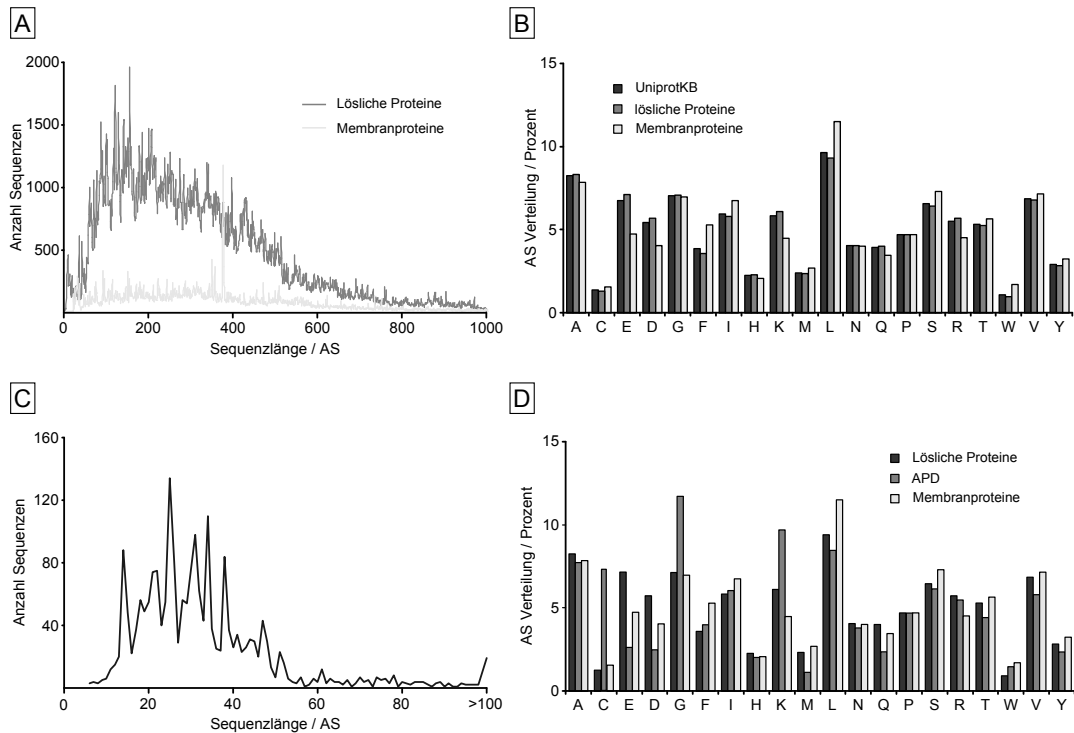 A
2000
1500
1000
500
0
200
400
600
800
1000
Anzahl Sequenzen
Sequenzlänge / AS
Lösliche Proteine
Membranproteine
B
15
10
5
0
AS Verteilung / Prozent
UniprotKB
lösliche Proteine
Membranproteine
A C E D G F I H K M L N Q P S R T W V Y
C
160
120
80
40
0
20
40
60
80
>100
Anzahl Sequenzen
Sequenzlänge / AS
D
15
10
5
0
AS Verteilung / Prozent
Lösliche Proteine
APD
Membranproteine
A C E D G F I H K M L N Q P S R T W V Y